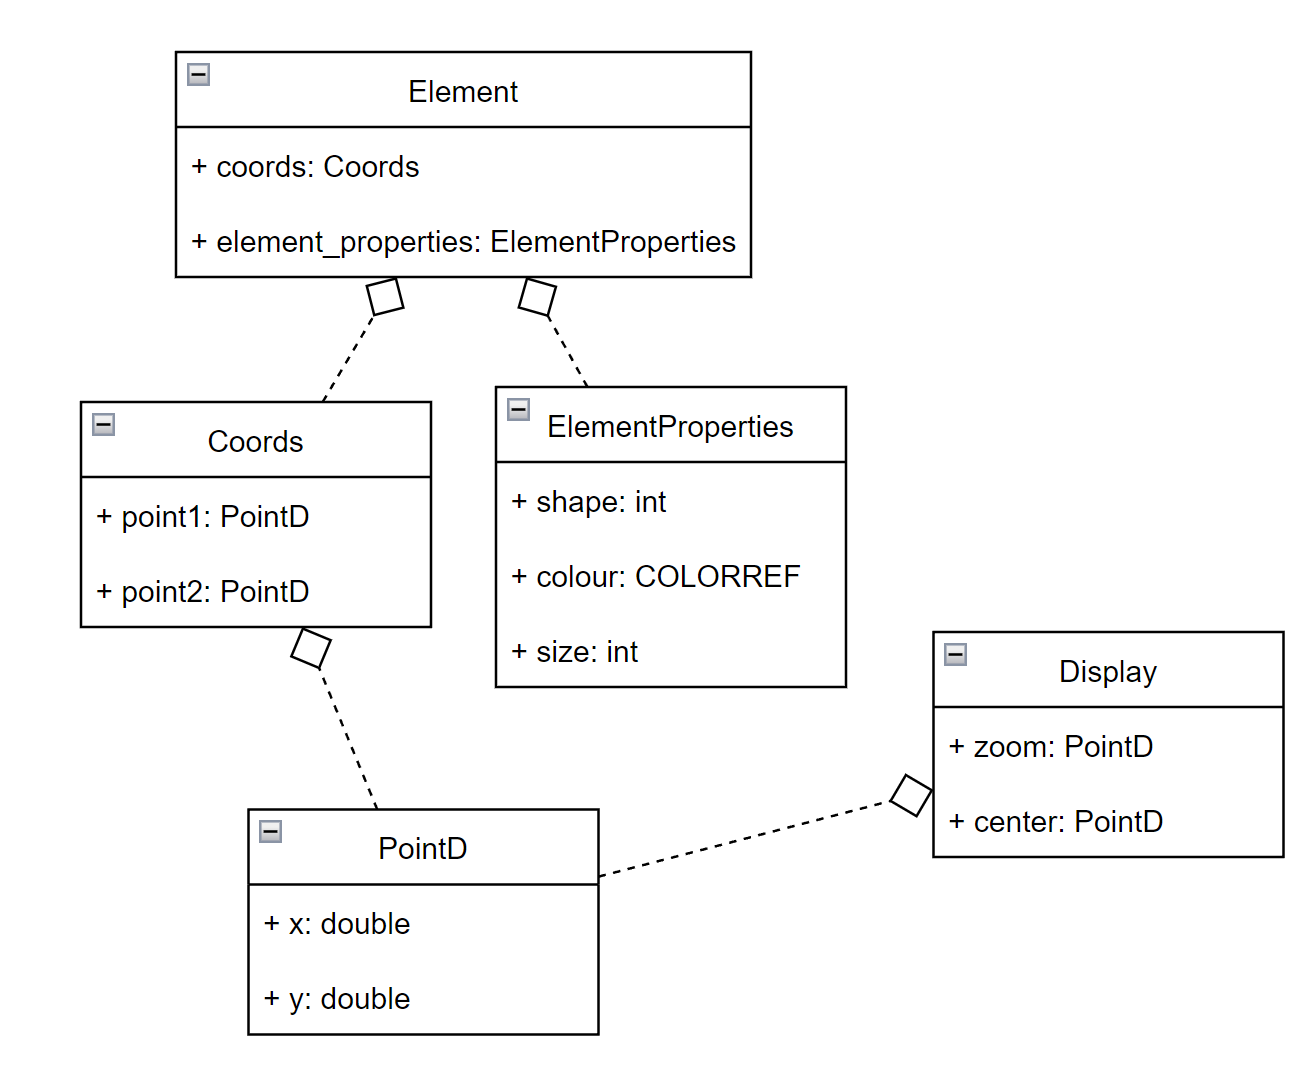 Element
+ coords: Coords
+ element_properties: ElementProperties
Coords
+ point1: PointD
+ point2: PointD
ElementProperties
+ shape: int
+ colour: COLORREF
+ size: int
Display
+ zoom: PointD
+ center: PointD
PointD
+ x: double
+ y: double